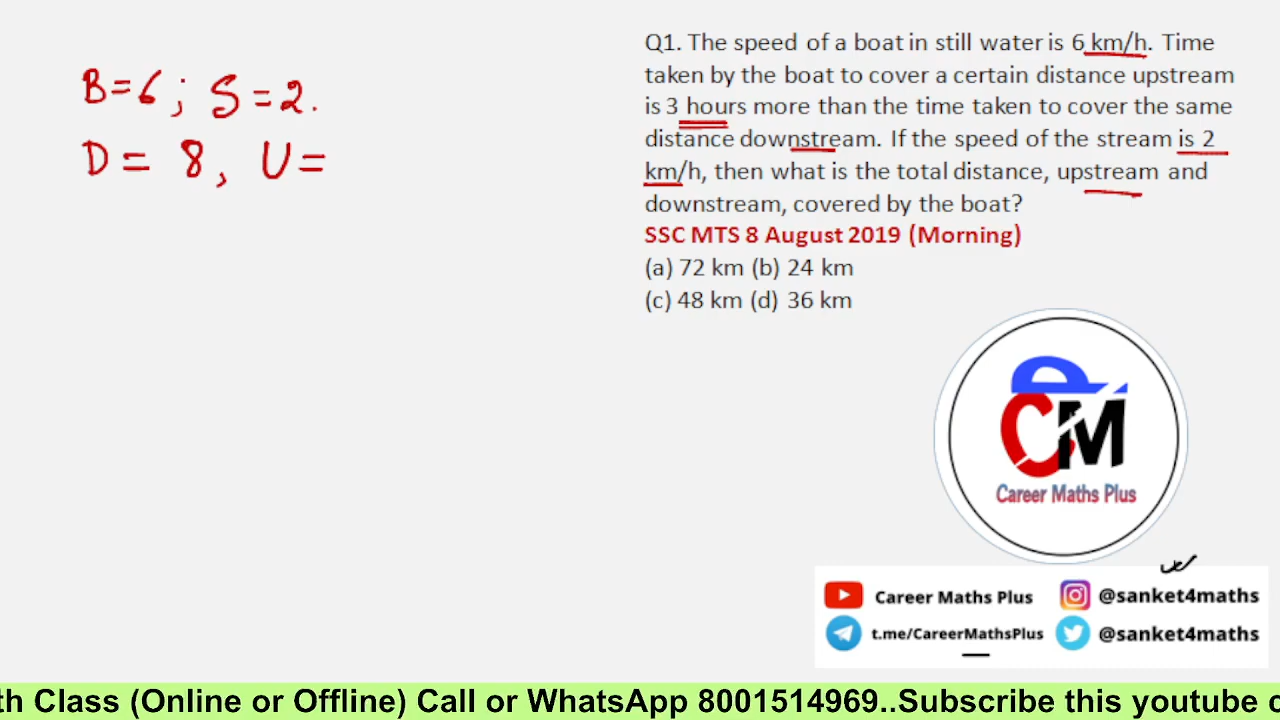 B=6; S=2.
D= 8, U=
Q1. The speed of a boat in still water is 6 km/h. Time
taken by the boat to cover a certain distance upstream
is 3 hours more than the time taken to cover the same
distance downstream. If the speed of the stream is 2
km/h, then what is the total distance, upstream and
downstream, covered by the boat?
SSC MTS 8 August 2019 (Morning)
(a) 72 km (b) 24 km
(c) 48 km (d) 36 km
CM
Career Maths Plus
Career Maths Plus @sanket4maths
t.me/CareerMathsPlus @sanket4maths
th Class (Online or Offline) Call or WhatsApp 8001514969..Subscribe this youtube c